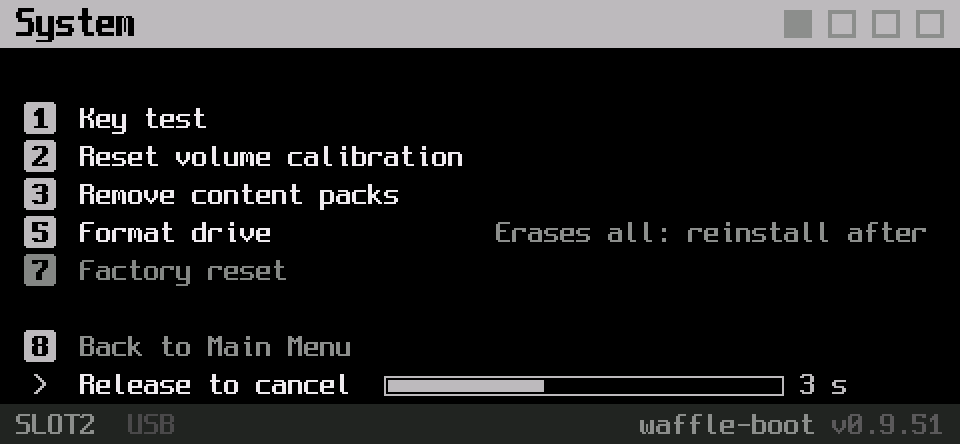 System
1 Key test
2 Reset volume calibration
3 Remove content packs
5 Format drive Erases all: reinstall after
7 Factory reset
8 Back to Main Menu
> Release to cancel 3 s
SLOT2 USB waffle-boot v0.9.51